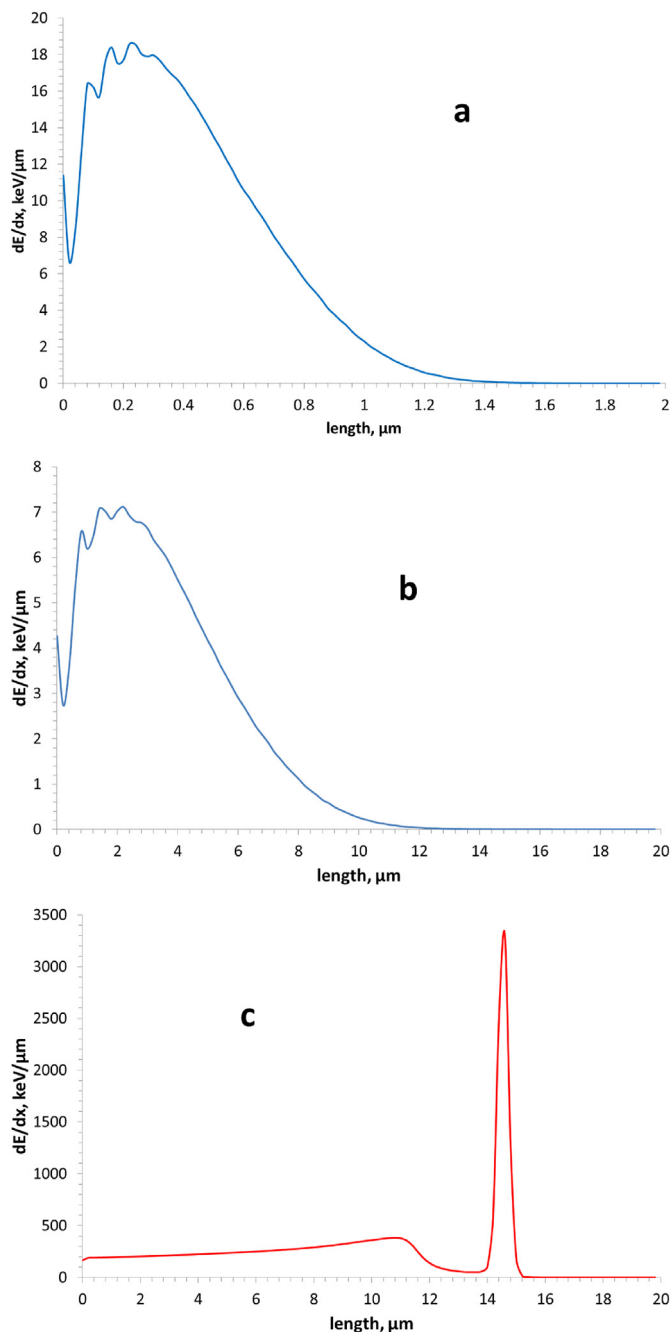 20
18
16
14
12
10
8
6
4
2
0
dE/dx, keV/µm
a
0 0.2 0.4 0.6 0.8 1 1.2 1.4 1.6 1.8 2
length, µm
8
7
6
5
4
3
2
1
0
dE/dx, keV/µm
b
0 2 4 6 8 10 12 14 16 18 20
length, µm
3500
3000
2500
2000
1500
1000
500
0
dE/dx, keV/µm
c
0 2 4 6 8 10 12 14 16 18 20
length, µm